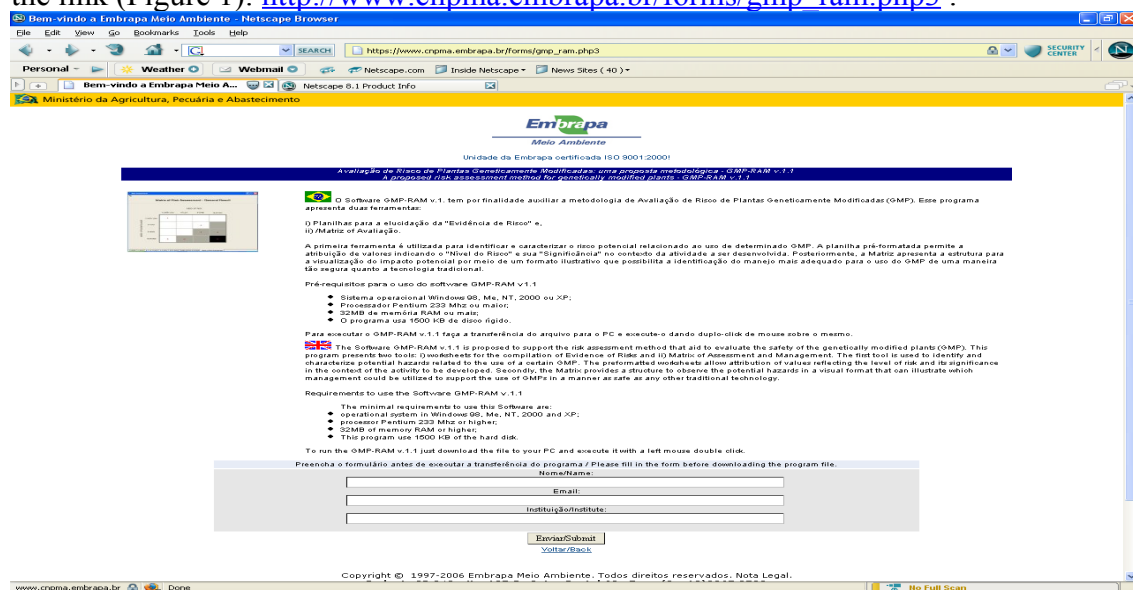 the link (Figure 1): http://www.cnpma.embrapa.br/forms/gmp_ram.php3 .
Bem-vindo a Embrapa Meio Ambiente - Netscape Browser
File Edit View Go Bookmarks Tools Help
SEARCH https://www.cnpma.embrapa.br/forms/gmp_ram.php3 SECURITY CENTER
Personal Weather Webmail Netscape.com Inside Netscape News Sites ( 40 )
Bem-vindo a Embrapa Meio A... Netscape 8.1 Product Info
Ministério da Agricultura, Pecuária e Abastecimento
Embrapa
Meio Ambiente
Unidade da Embrapa certificada ISO 9001:2000!
Avaliação de Risco de Plantas Geneticamente Modificadas: uma proposta metodológica - GMP-RAM v.1.1
A proposed risk assessment method for genetically modified plants - GMP-RAM v.1.1
O Software GMP-RAM v.1. tem por finalidade auxiliar a metodologia de Avaliação de Risco de Plantas Geneticamente Modificadas (GMP). Esse programa
apresenta duas ferramentas:
i) Planilhas para a elucidação da "Evidência de Risco" e,
ii) /Matriz of Avaliação.
A primeira ferramenta é utilizada para identificar e caracterizar o risco potencial relacionado ao uso de determinado GMP. A planilha pré-formatada permite a
atribuição de valores indicando o "Nível do Risco" e sua "Significância" no contexto da atividade a ser desenvolvida. Posteriormente, a Matriz apresenta a estrutura para
a visualização do impacto potencial por meio de um formato ilustrativo que possibilita a identificação do manejo mais adequado para o uso do GMP de uma maneira
tão segura quanto a tecnologia tradicional.
Pré-requisitos para o uso do software GMP-RAM v1.1
Sistema operacional Windows 98, Me, NT, 2000 ou XP;
Processador Pentium 233 Mhz ou maior;
32MB de memória RAM ou mais;
O programa usa 1500 KB de disco rígido.
Para executar o GMP-RAM v.1.1 faça a transferência do arquivo para o PC e execute-o dando duplo-click de mouse sobre o mesmo.
The Software GMP-RAM v.1.1 is proposed to support the risk assessment method that aid to evaluate the safety of the genetically modified plants (GMP). This
program presents two tools: i) worksheets for the compilation of Evidence of Risks and ii) Matrix of Assessment and Management. The first tool is used to identify and
characterize potential hazards related to the use of a certain GMP. The preformatted worksheets allow attribution of values reflecting the level of risk and its significance
in the context of the activity to be developed. Secondly, the Matrix provides a structure to observe the potential hazards in a visual format that can illustrate which
management could be utilized to support the use of GMPs in a manner as safe as any other traditional technology.
Requirements to use the Software GMP-RAM v.1.1
The minimal requirements to use this Software are:
operational system in Windows 98, Me, NT, 2000 and XP;
processor Pentium 233 Mhz or higher;
32MB of memory RAM or higher;
This program use 1500 KB of the hard disk.
To run the GMP-RAM v.1.1 just download the file to your PC and execute it with a left mouse double click.
Preencha o formulário antes de executar a transferência do programa / Please fill in the form before downloading the program file.
Nome/Name:
Email:
Instituição/Institute:
Enviar/Submit
Voltar/Back
Copyright © 1997-2006 Embrapa Meio Ambiente. Todos direitos reservados. Nota Legal.
www.cnpma.embrapa.br Done No Full Scan